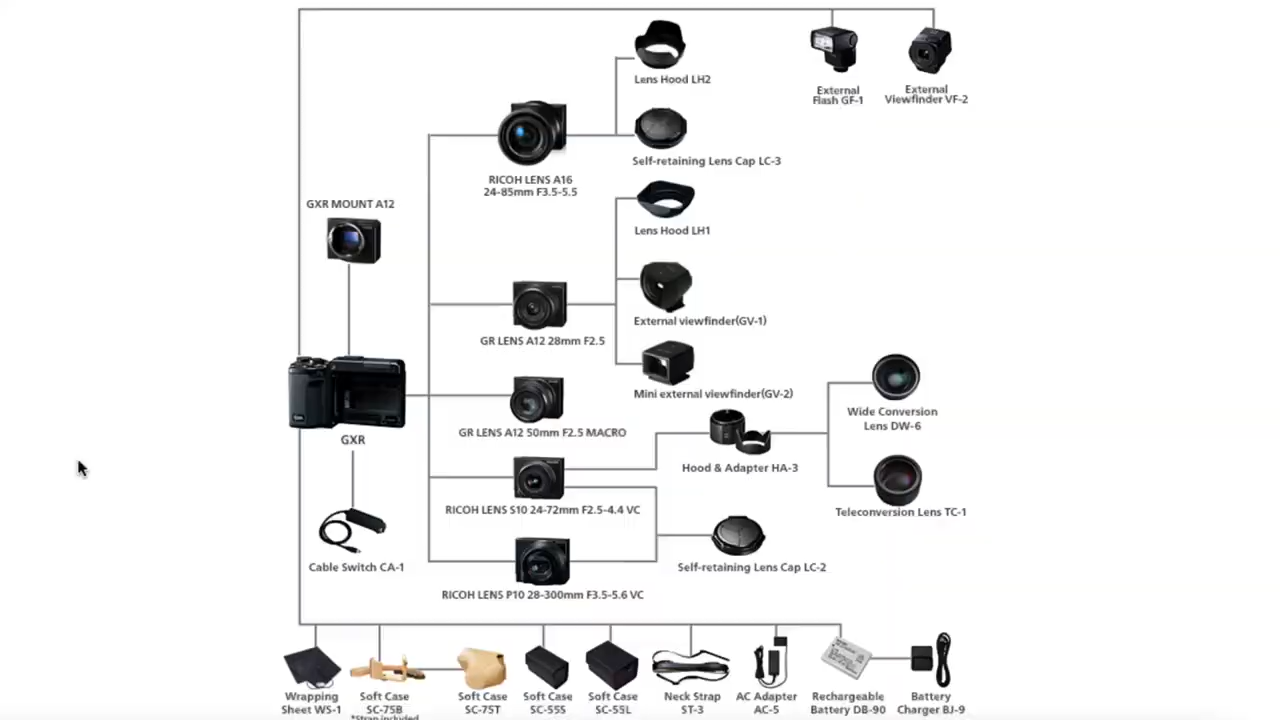 External
Flash GF-1
External
Viewfinder VF-2
Lens Hood LH2
Self-retaining Lens Cap LC-3
RICOH LENS A16
24-85mm F3.5-5.5
GXR MOUNT A12
Lens Hood LH1
External viewfinder(GV-1)
GR LENS A12 28mm F2.5
Mini external viewfinder(GV-2)
Wide Conversion
Lens DW-6
GR LENS A12 50mm F2.5 MACRO
GXR
Hood & Adapter HA-3
RICOH LENS S10 24-72mm F2.5-4.4 VC
Teleconversion Lens TC-1
Cable Switch CA-1
Self-retaining Lens Cap LC-2
RICOH LENS P10 28-300mm F3.5-5.6 VC
Wrapping
Sheet WS-1
Soft Case
SC-75B
*Strap included
Soft Case
SC-75T
Soft Case
SC-55S
Soft Case
SC-55L
Neck Strap
ST-3
AC Adapter
AC-5
Rechargeable
Battery DB-90
Battery
Charger BJ-9